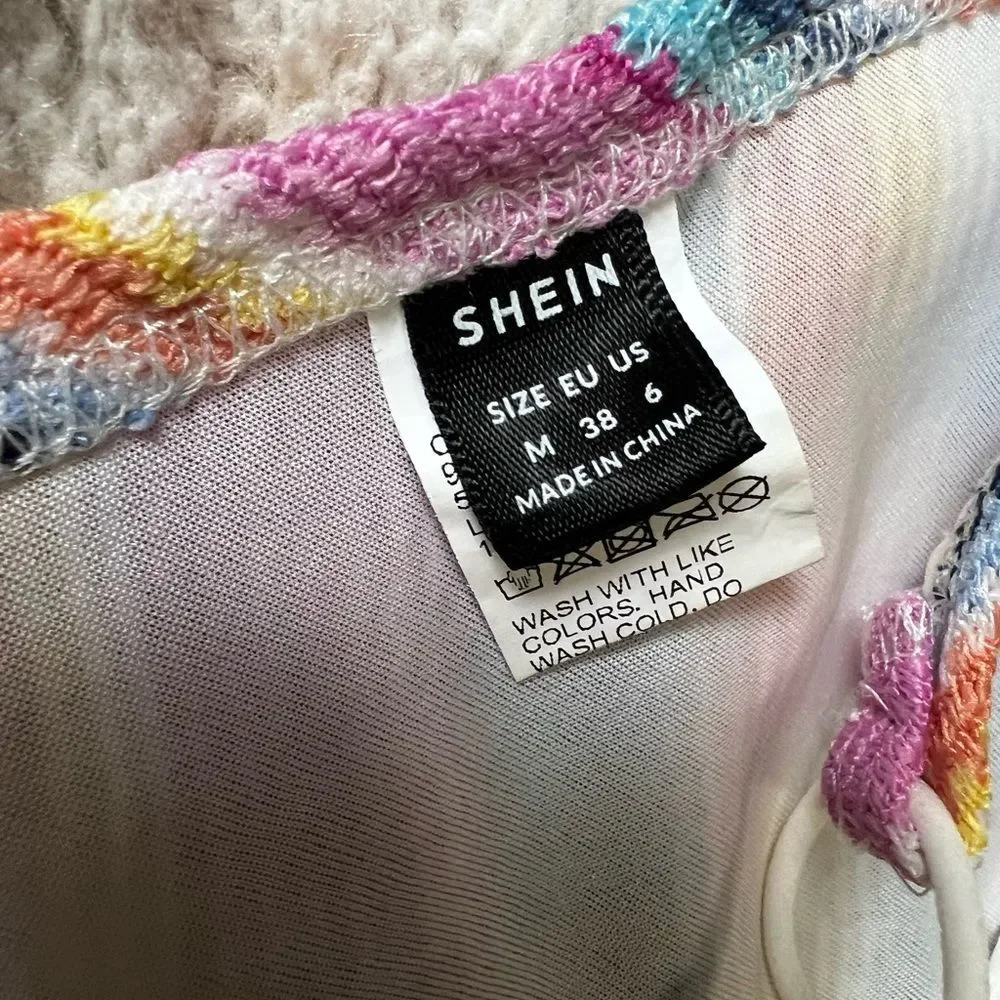 SHEIN
SIZE EU US
M 38 6
MADE IN CHINA
WASH WITH LIKE
COLORS. HAND
WASH COLD. DO